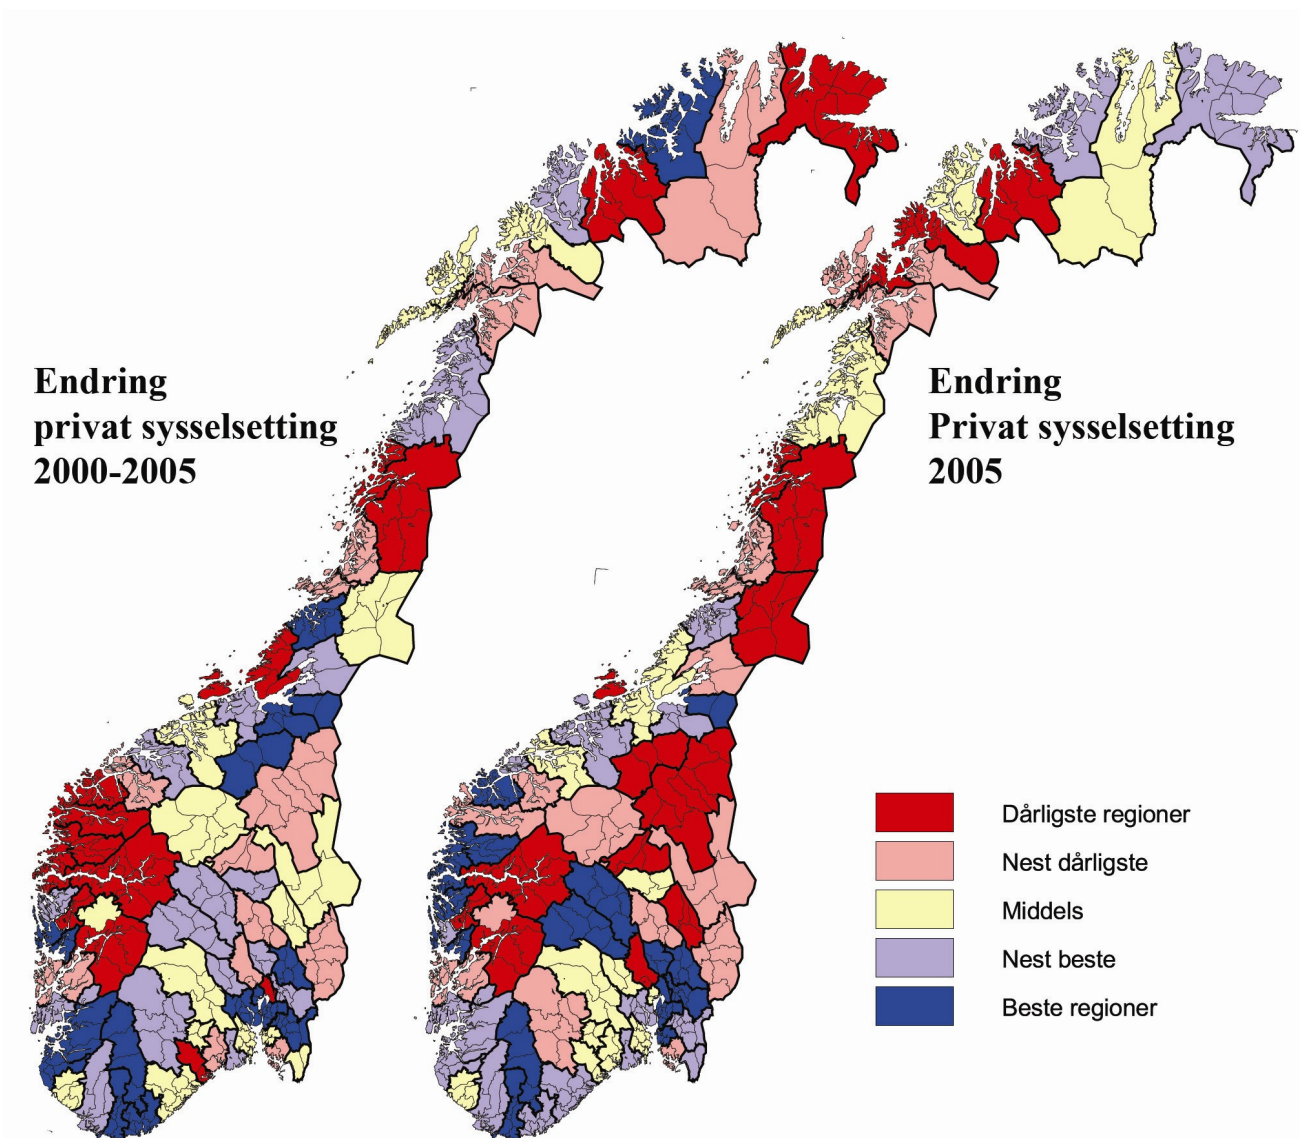 Endring
privat sysselsetting
2000-2005
Endring
Privat sysselsetting
2005
Dårligste regioner
Nest dårligste
Middels
Nest beste
Beste regioner